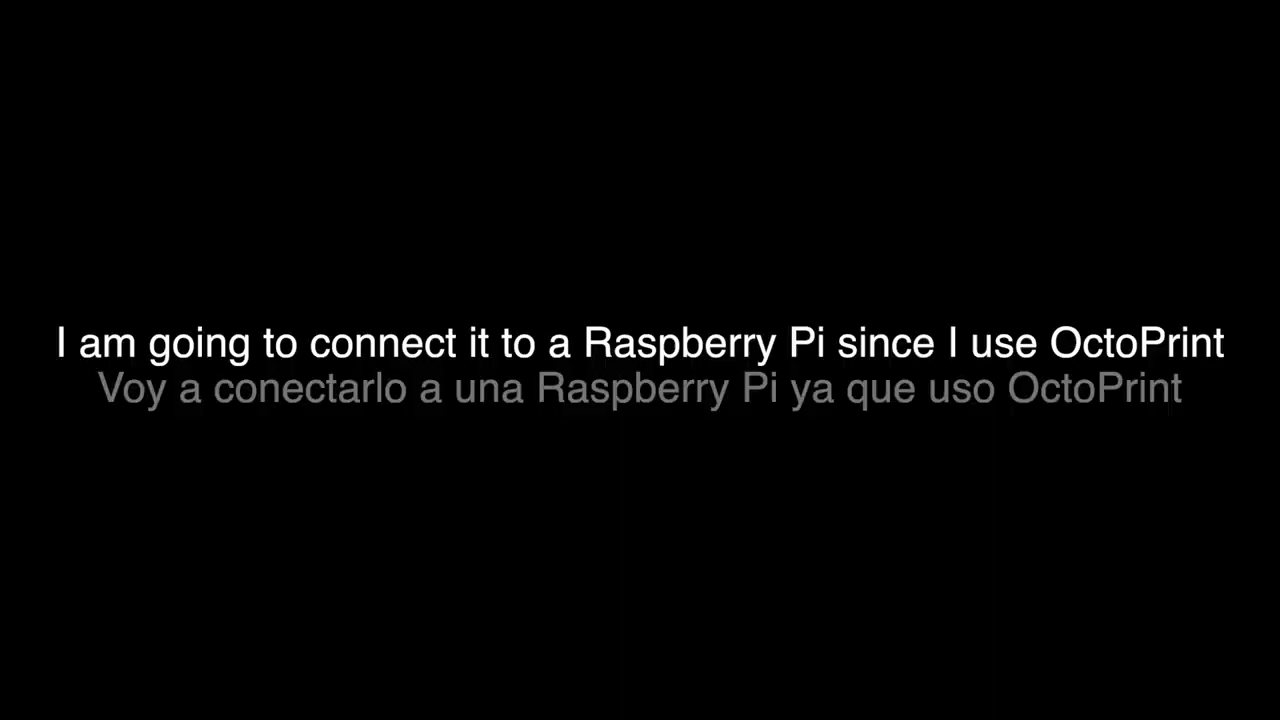 I am going to connect it to a Raspberry Pi since I use OctoPrint
Voy a conectarlo a una Raspberry Pi ya que uso OctoPrint